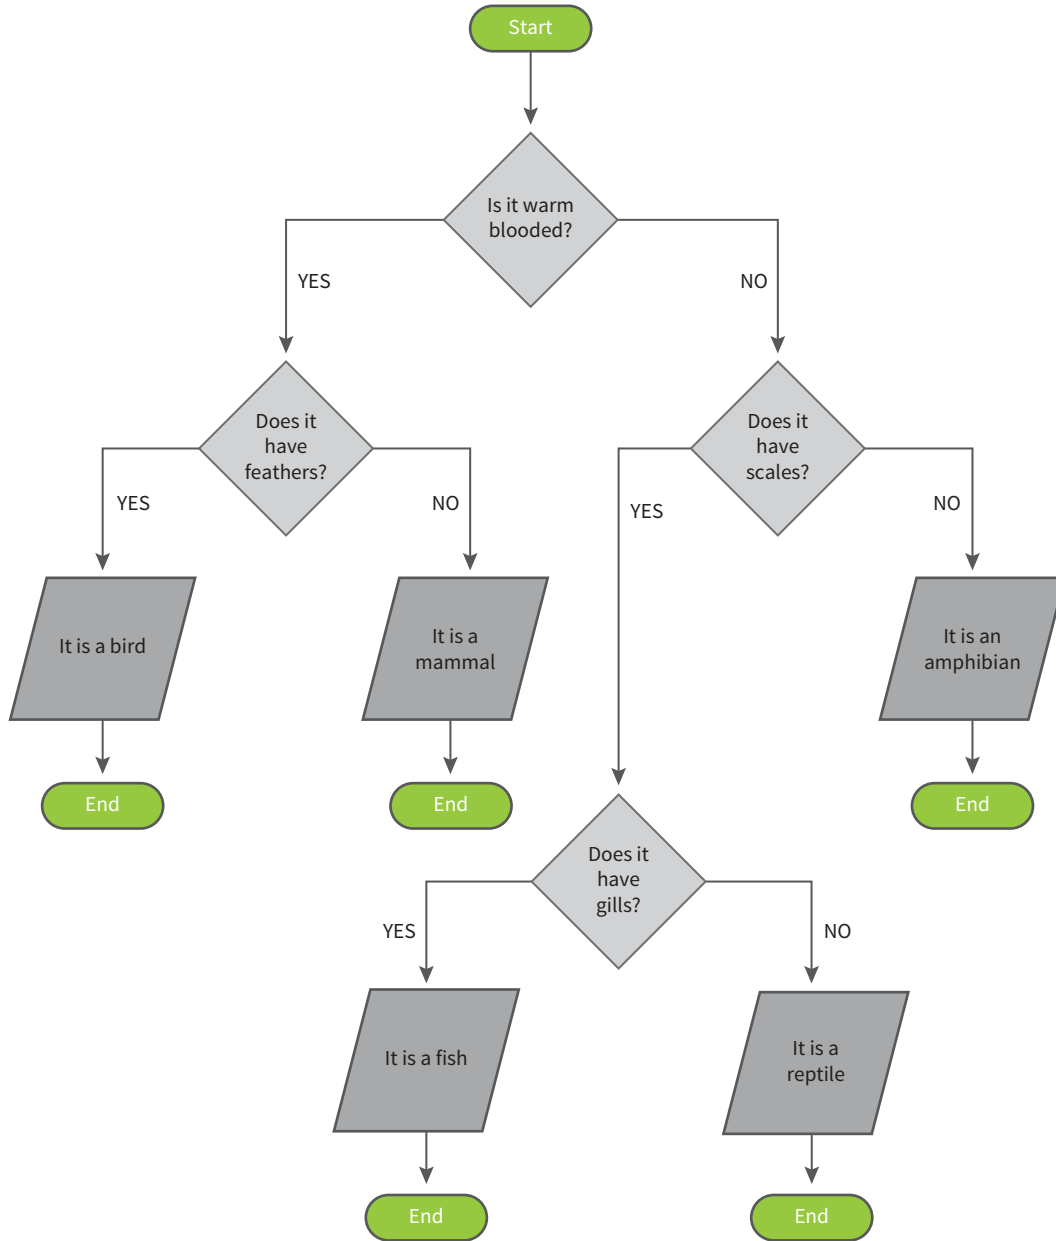 Start
Is it warm
blooded?
YES
NO
Does it
have
feathers?
Does it
have
scales?
YES
NO
YES
NO
It is a bird
It is a
mammal
It is an
amphibian
End
End
End
Does it
have
gills?
YES
NO
It is a fish
It is a
reptile
End
End